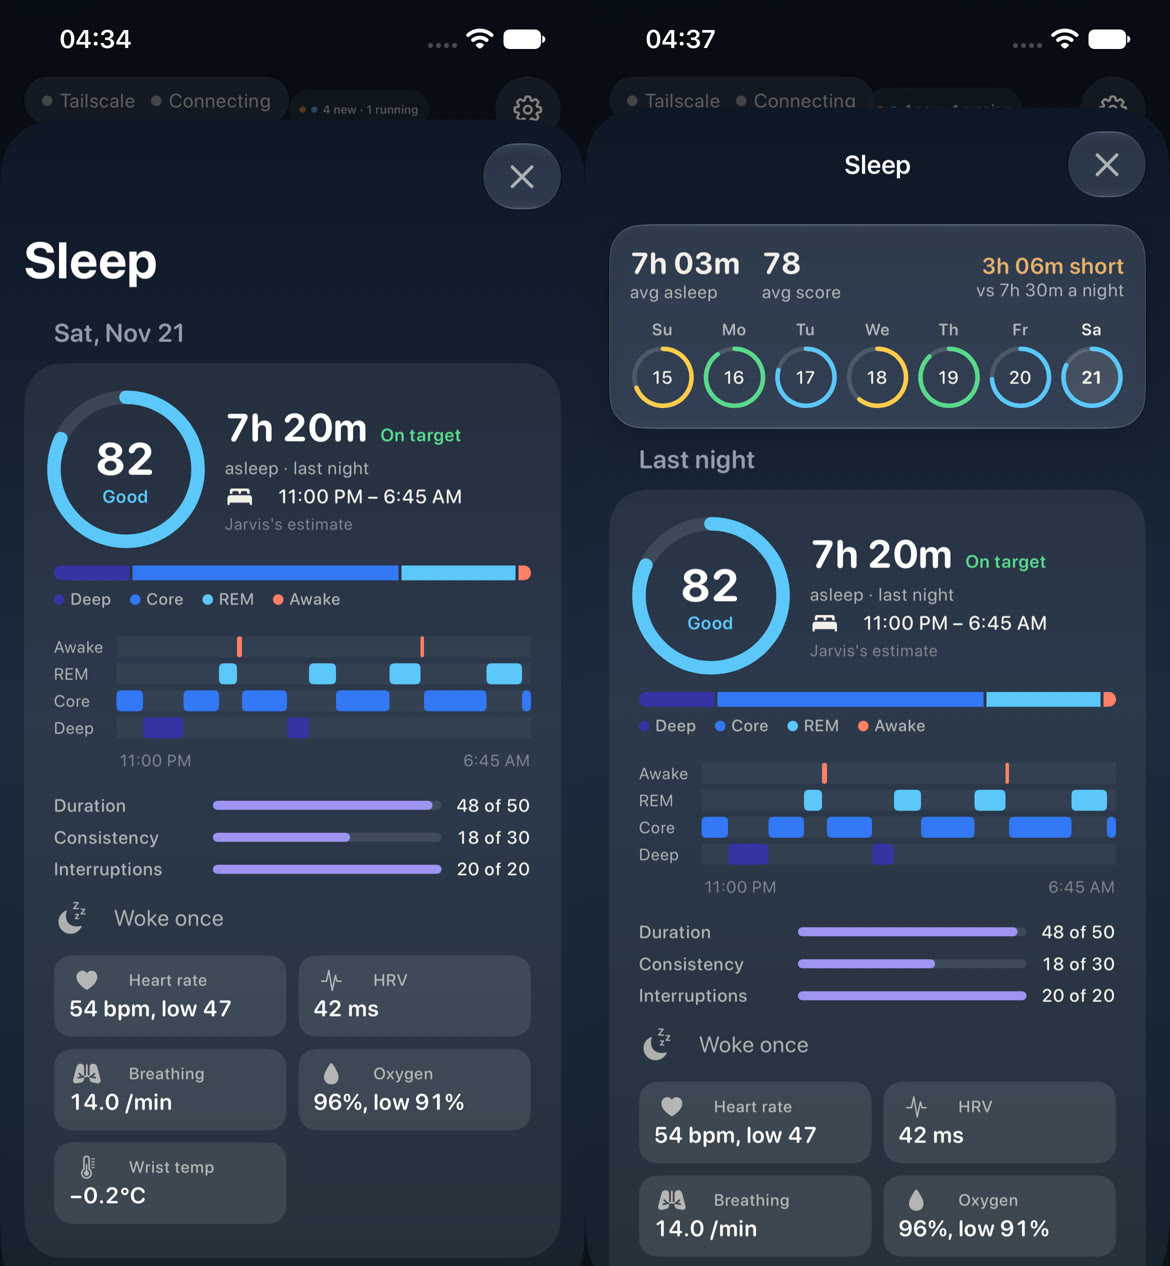 04:34
Tailscale Connecting
4 new · 1 running
Sleep
Sat, Nov 21
82
Good
7h 20m On target
asleep · last night
11:00 PM – 6:45 AM
Jarvis's estimate
Deep Core REM Awake
Awake
REM
Core
Deep
11:00 PM 6:45 AM
Duration 48 of 50
Consistency 18 of 30
Interruptions 20 of 20
Woke once
Heart rate
54 bpm, low 47
HRV
42 ms
Breathing
14.0 /min
Oxygen
96%, low 91%
Wrist temp
−0.2°C
04:37
Tailscale Connecting
Sleep
7h 03m 78 3h 06m short
avg asleep avg score vs 7h 30m a night
Su Mo Tu We Th Fr Sa
15 16 17 18 19 20 21
Last night
82
Good
7h 20m On target
asleep · last night
11:00 PM – 6:45 AM
Jarvis's estimate
Deep Core REM Awake
Awake
REM
Core
Deep
11:00 PM 6:45 AM
Duration 48 of 50
Consistency 18 of 30
Interruptions 20 of 20
Woke once
Heart rate
54 bpm, low 47
HRV
42 ms
Breathing
14.0 /min
Oxygen
96%, low 91%